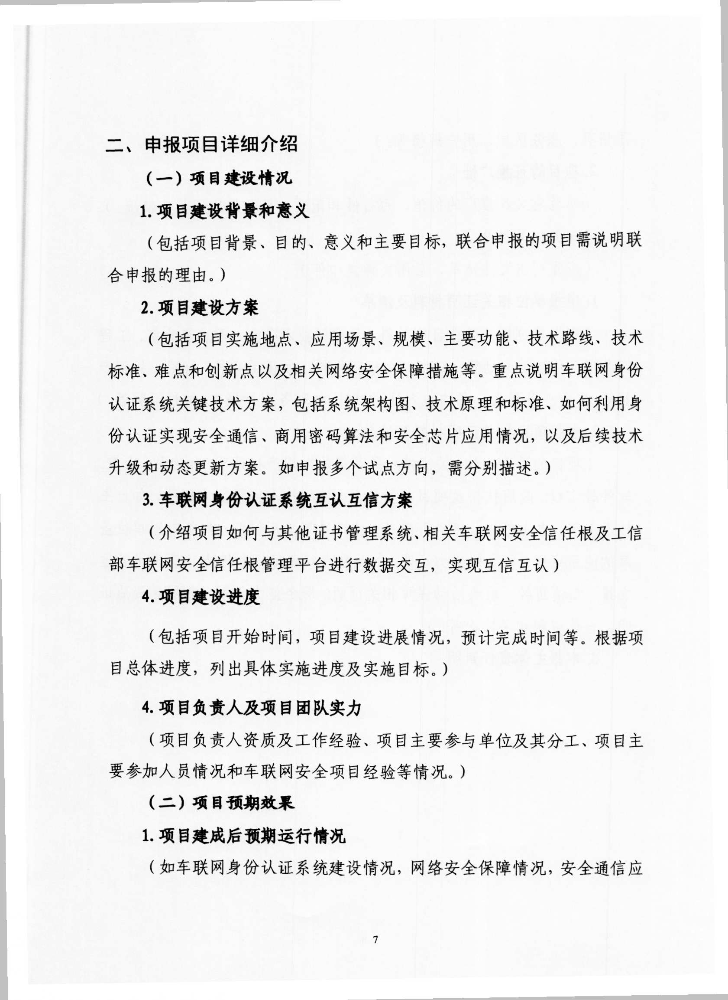 二、申报项目详细介绍
（一）项目建设情况
1.项目建设背景和意义
（包括项目背景、目的、意义和主要目标，联合申报的项目需说明联
合申报的理由。）
2.项目建设方案
（包括项目实施地点、应用场景、规模、主要功能、技术路线、技术
标准、难点和创新点以及相关网络安全保障措施等。重点说明车联网身份
认证系统关键技术方案，包括系统架构图、技术原理和标准、如何利用身
份认证实现安全通信、商用密码算法和安全芯片应用情况，以及后续技术
升级和动态更新方案。如申报多个试点方向，需分别描述。）
3.车联网身份认证系统互认互信方案
（介绍项目如何与其他证书管理系统、相关车联网安全信任根及工信
部车联网安全信任根管理平台进行数据交互，实现互信互认）
4.项目建设进度
（包括项目开始时间，项目建设进展情况，预计完成时间等。根据项
目总体进度，列出具体实施进度及实施目标。）
4.项目负责人及项目团队实力
（项目负责人资质及工作经验、项目主要参与单位及其分工、项目主
要参加人员情况和车联网安全项目经验等情况。）
（二）项目预期效果
1.项目建成后预期运行情况
（如车联网身份认证系统建设情况，网络安全保障情况，安全通信应
7